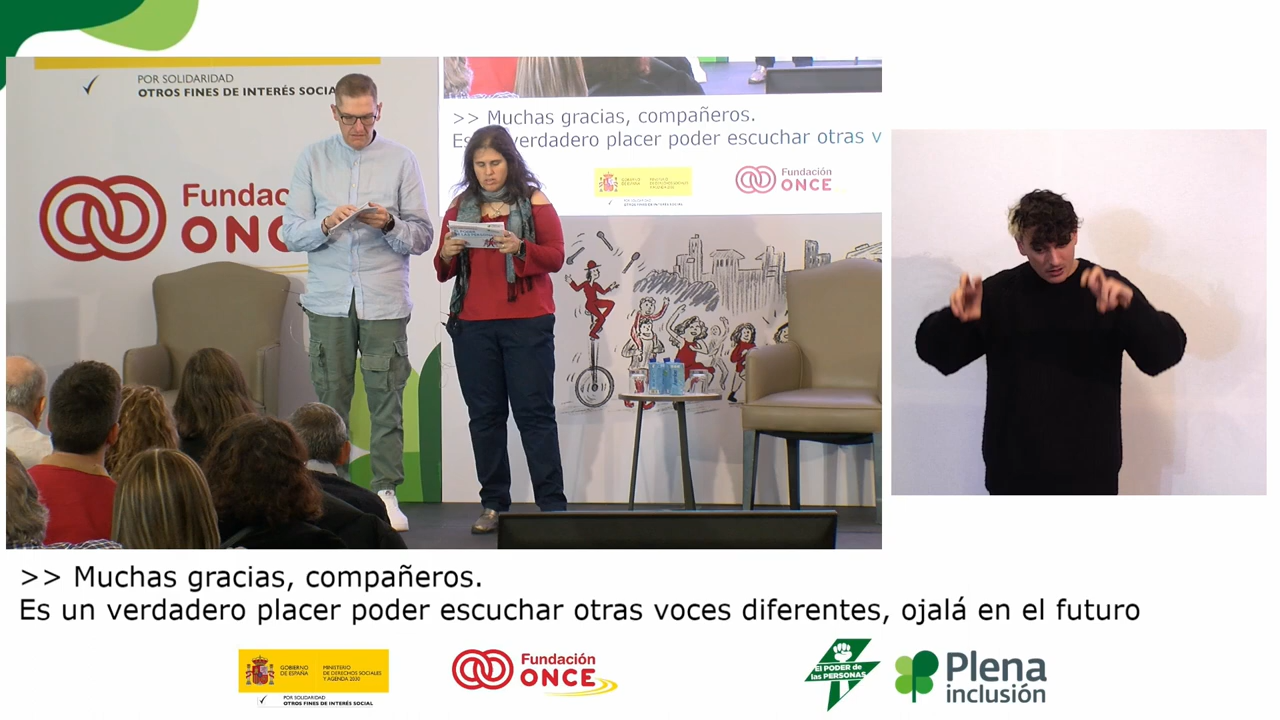 POR SOLIDARIDAD
OTROS FINES DE INTERÉS SOCIA
Fundació
ONC
>> Muchas gracias, compañeros.
Es verdadero placer poder escuchar otras v
Fundación
ONCE
>> Muchas gracias, compañeros.
Es un verdadero placer poder escuchar otras voces diferentes, ojalá en el futuro
GOBIERNO
DE ESPAÑA
MINISTERIO
DE DERECHOS SOCIALES
Y AGENDA 2030
POR SOLIDARIDAD
OTROS FINES DE INTERÉS SOCIAL
Fundación
ONCE
EL PODER de
las PERSONAS
Plena
inclusión